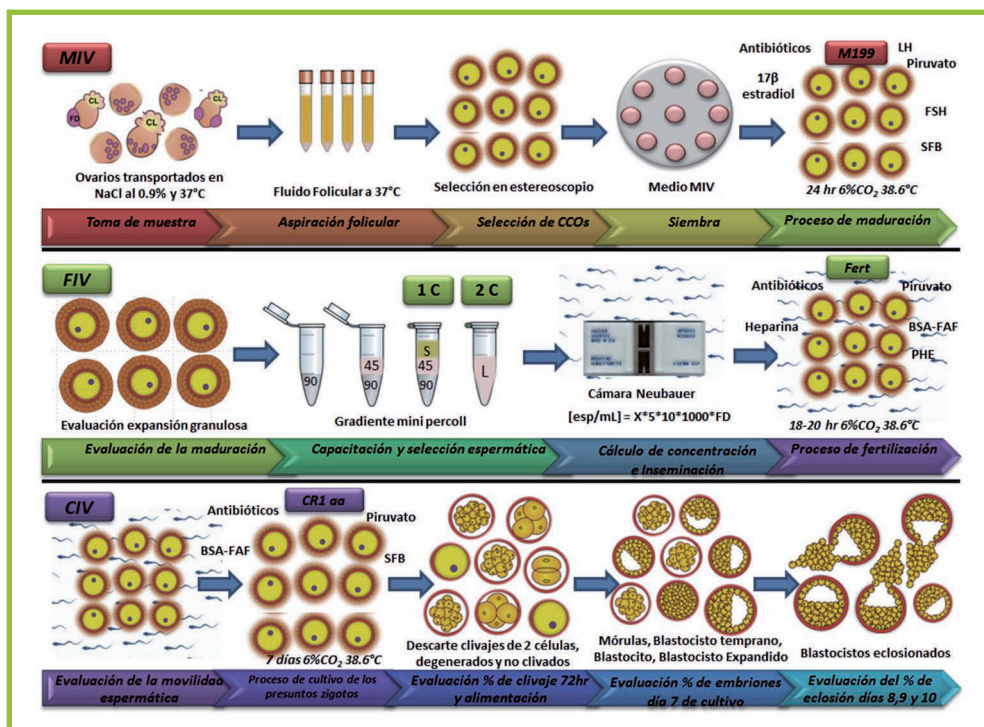 MIV
CL
CL
FD
CL
Ovarios transportados en
NaCl al 0.9% y 37°C
Fluido Folicular a 37°C
Selección en estereoscopio
Medio MIV
Antibióticos
M199
LH
Piruvato
17β
estradiol
FSH
SFB
24 hr 6%CO₂ 38.6°C
Toma de muestra
Aspiración folicular
Selección de CCOs
Siembra
Proceso de maduración
FIV
Evaluación expansión granulosa
1 C
2 C
90
45
90
S
45
90
L
Gradiente mini percoll
Cámara Neubauer
[esp/mL] = X*5*10*1000*FD
Fert
Antibióticos
Piruvato
Heparina
BSA-FAF
PHE
18-20 hr 6%CO₂ 38.6°C
Evaluación de la maduración
Capacitación y selección espermática
Cálculo de concentración
e Inseminación
Proceso de fertilización
CIV
CR1 aa
Antibióticos
Piruvato
BSA-FAF
SFB
7 días 6%CO₂ 38.6°C
Descarte clivajes de 2 células,
degenerados y no clivados
Mórulas, Blastocisto temprano,
Blastocito, Blastocisto Expandido
Blastocistos eclosionados
Evaluación de la movilidad
espermática
Proceso de cultivo de los
presuntos zigotos
Evaluación % de clivaje 72hr
y alimentación
Evaluación % de embriones
día 7 de cultivo
Evaluación del % de
eclosión días 8,9 y 10